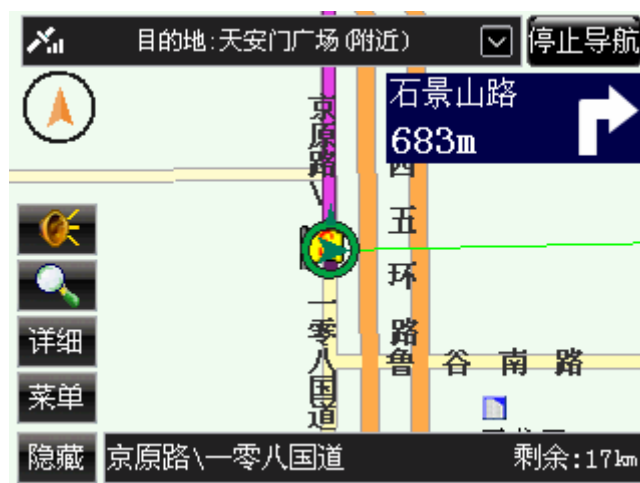 目的地:天安门广场(附近)
停止导航
石景山路
683m
京原路\一零八国道
西五环路
鲁谷南路
详细
菜单
隐藏
京原路\一零八国道
剩余:17km